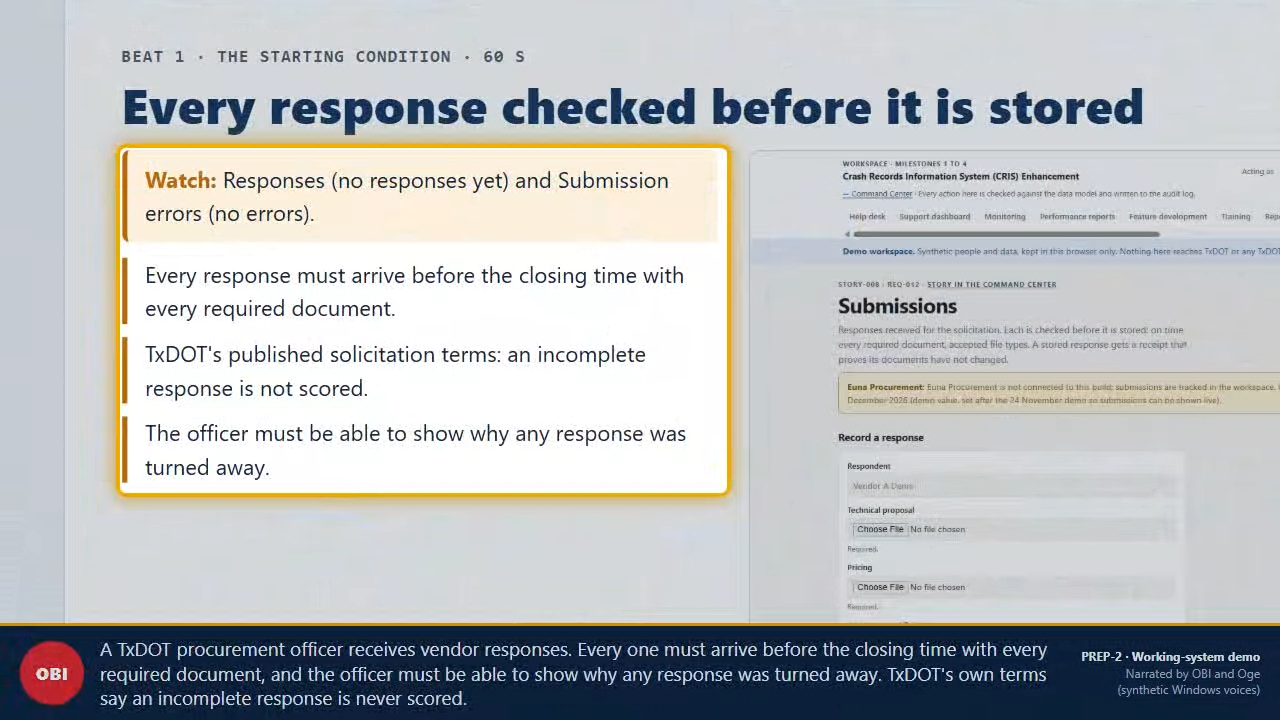 BEAT 1 · THE STARTING CONDITION · 60 S
Every response checked before it is stored
Watch: Responses (no responses yet) and Submission
errors (no errors).
Every response must arrive before the closing time with
every required document.
TxDOT's published solicitation terms: an incomplete
response is not scored.
The officer must be able to show why any response was
turned away.
WORKSPACE · MILESTONES 1 TO 4
Crash Records Information System (CRIS) Enhancement
Acting as
← Command Center · Every action here is checked against the data model and written to the audit log.
Help desk Support dashboard Monitoring Performance reports Feature development Training
Demo workspace. Synthetic people and data, kept in this browser only. Nothing here reaches TxDOT or any
STORY-008 · REQ-012 · STORY IN THE COMMAND CENTER
Submissions
Responses received for the solicitation. Each is checked before it is stored: on time
every required document, accepted file types. A stored response gets a receipt that
proves its documents have not changed.
Euna Procurement: Euna Procurement is not connected to this build; submissions are tracked in the workspace.
December 2026 (demo value, set after the 24 November demo so submissions can be shown live).
Record a response
Respondent
Vendor A Demo
Technical proposal
Choose File No file chosen
Required.
Pricing
Choose File No file chosen
Required.
OBI
A TxDOT procurement officer receives vendor responses. Every one must arrive before the closing time with every
required document, and the officer must be able to show why any response was turned away. TxDOT's own terms
say an incomplete response is never scored.
PREP-2 · Working-system demo
Narrated by OBI and Oge
(synthetic Windows voices)